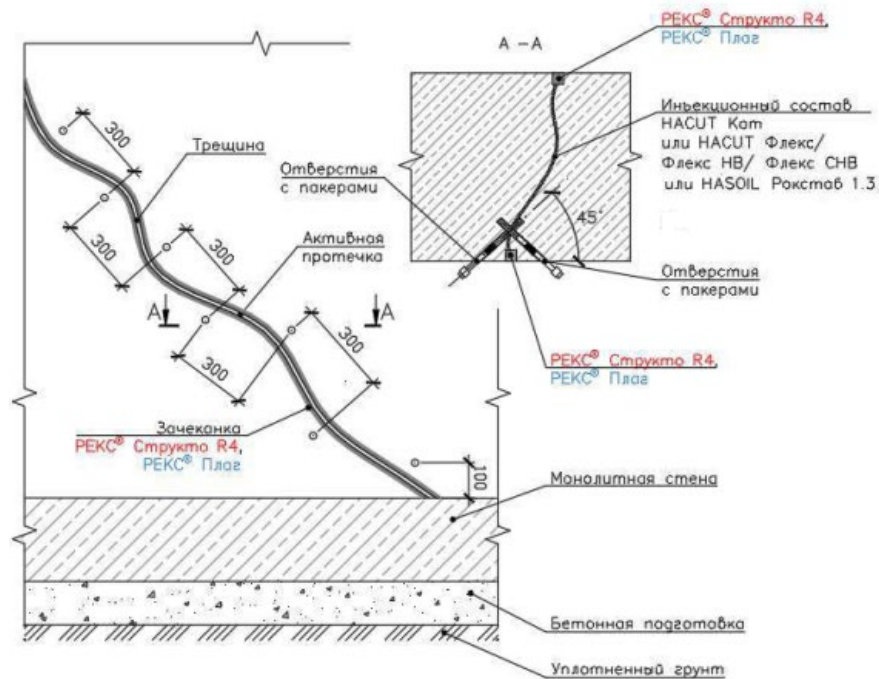 РЕКС® Структо R4,
РЕКС® Плаг
А – А
Инъекционный состав
HACUT Кат
или HACUT Флекс/
Флекс НВ/ Флекс СНВ
или HASOIL Рокстаб 1.3
300
Трещина
Отверстия
с пакерами
45°
300
300
Активная
протечка
Отверстия
с пакерами
А
А
300
300
РЕКС® Структо R4,
РЕКС® Плаг
Зачеканка
РЕКС® Структо R4,
РЕКС® Плаг
100
Монолитная стена
Бетонная подготовка
Уплотненный грунт